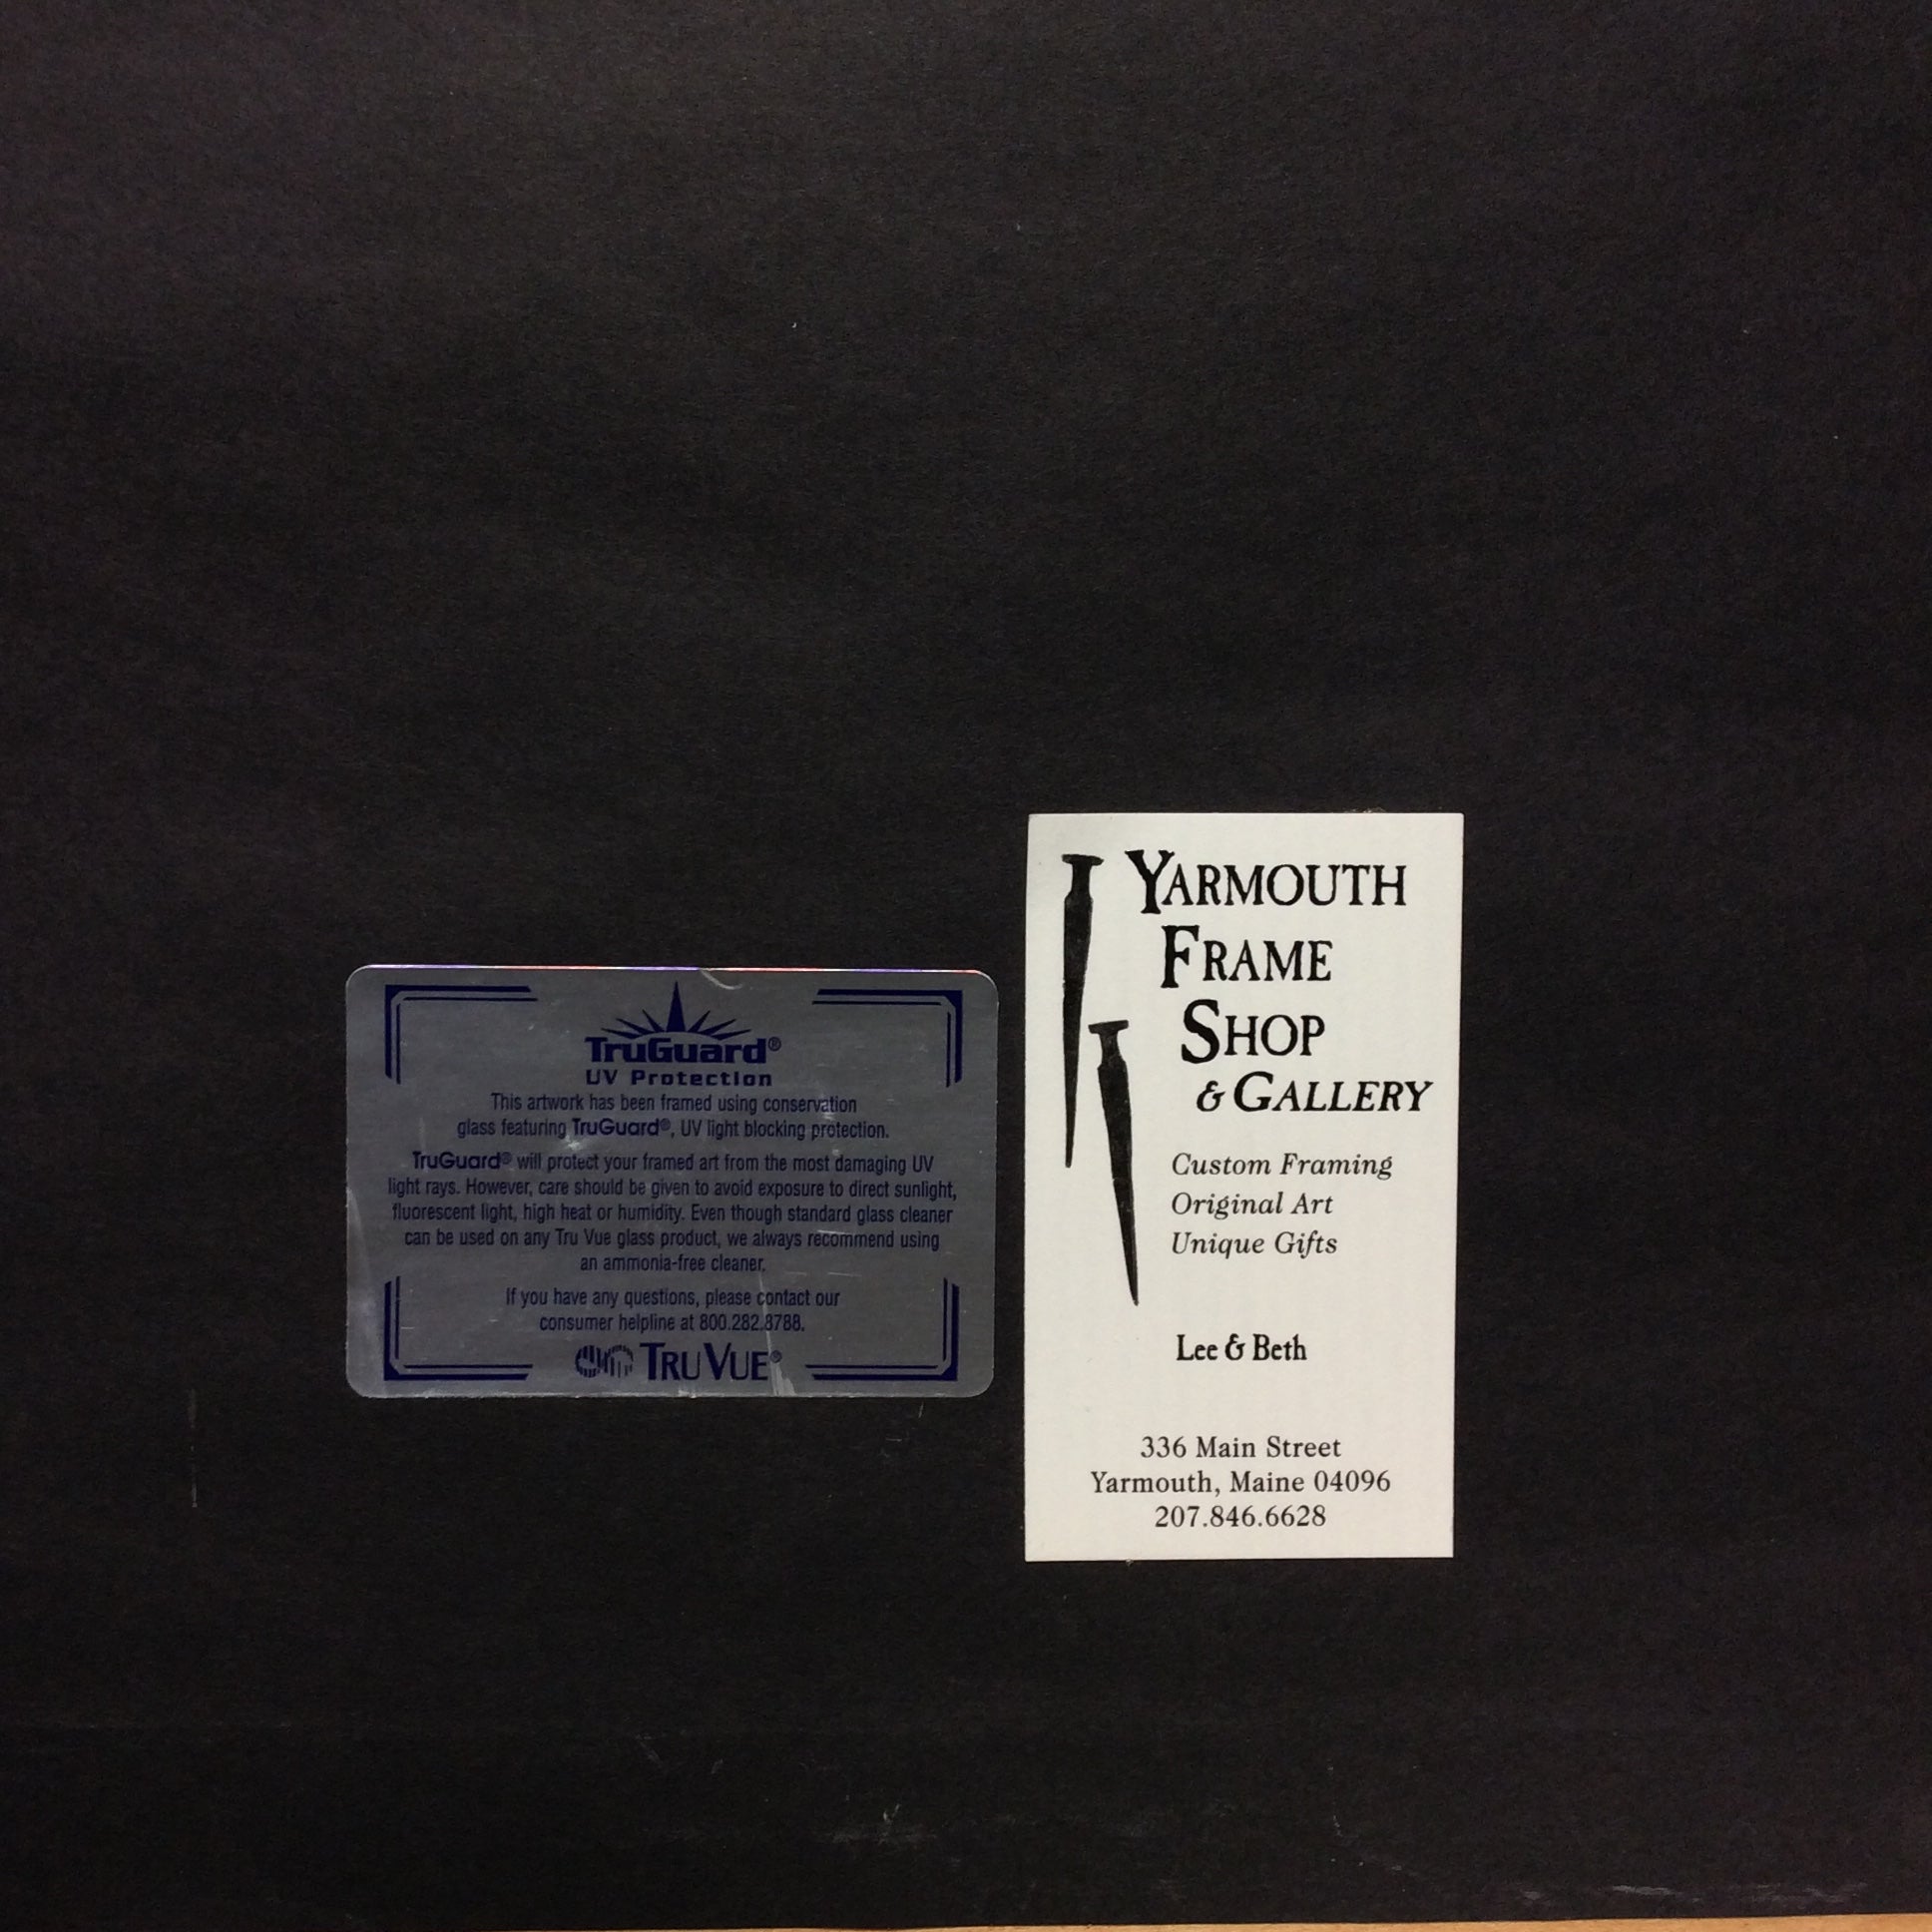 TruGuard®
UV Protection
This artwork has been framed using conservation
glass featuring TruGuard®, UV light blocking protection.
TruGuard® will protect your framed art from the most damaging UV
light rays. However, care should be given to avoid exposure to direct sunlight,
fluorescent light, high heat or humidity. Even though standard glass cleaner
can be used on any Tru Vue glass product, we always recommend using
an ammonia-free cleaner.
If you have any questions, please contact our
consumer helpline at 800.282.8788.
TRU VUE®
YARMOUTH
FRAME
SHOP
& GALLERY
Custom Framing
Original Art
Unique Gifts
Lee & Beth
336 Main Street
Yarmouth, Maine 04096
207.846.6628